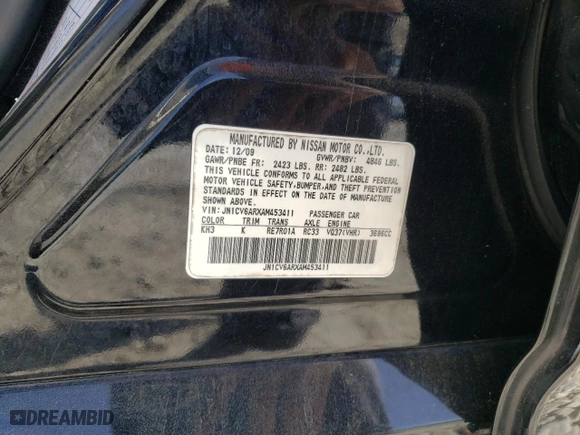 MANUFACTURED BY NISSAN MOTOR CO.,LTD.
12/09 GVWR/PNBV: 4846 LBS.
GAWR/PNBE FR: 2423 LBS. RR: 2482 LBS.
THIS VEHICLE CONFORMS TO ALL APPLICABLE FEDERAL
MOTOR VEHICLE SAFETY,BUMPER,AND THEFT PREVENTION
STANDARDS IN EFFECT ON THE DATE OF MANUFACTURE
SHOWN ABOVE.
VIN:JN1CV6ARXAM453411 PASSENGER CAR
COLOR TRIM TRANS AXLE ENGINE
KH3 K RE7R01A RC33 VQ37(VHR) 3696CC
JN1CV6ARXAM453411
DREAMBID